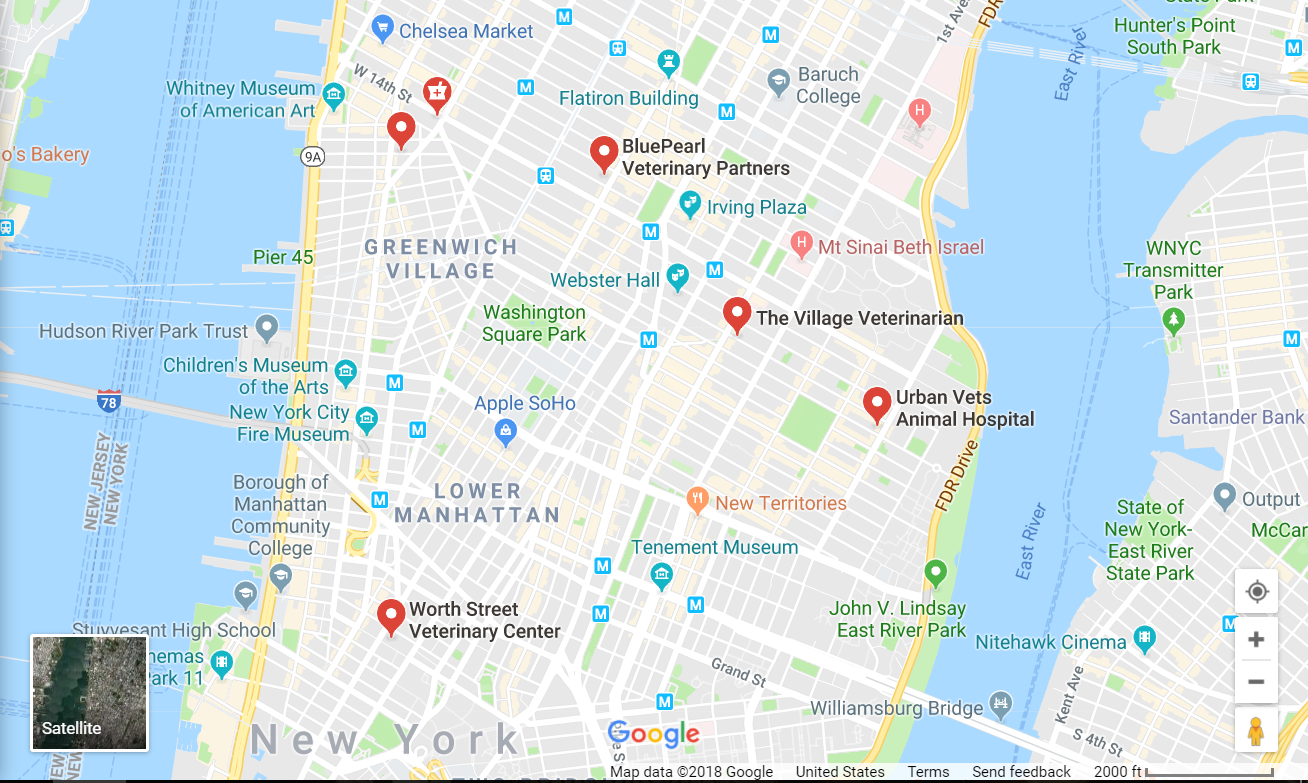 Chelsea Market
1st Ave
FDR
East River
Hunter's Point
South Park
W 14th St
Whitney Museum
of American Art
Flatiron Building
Baruch
College
H
9A
o's Bakery
BluePearl
Veterinary Partners
Irving Plaza
GREENWICH
VILLAGE
Pier 45
H
Mt Sinai Beth Israel
WNYC
Transmitter
Park
Webster Hall
Washington
Square Park
The Village Veterinarian
Hudson River Park Trust
Children's Museum
of the Arts
78
Apple SoHo
Urban Vets
Animal Hospital
New York City
Fire Museum
Santander Bank
NEW JERSEY
NEW YORK
FDR Drive
Borough of
Manhattan
Community
College
LOWER
MANHATTAN
New Territories
Output
State of
New York-
East River
State Park
McCar
East River
Tenement Museum
John V. Lindsay
East River Park
Worth Street
Veterinary Center
Stuyvesant High School
nemas
ark 11
Nitehawk Cinema
Grand St
Kent Ave
Williamsburg Bridge
S 4th St
Satellite
New York
Google
Map data ©2018 Google
United States
Terms
Send feedback
2000 ft